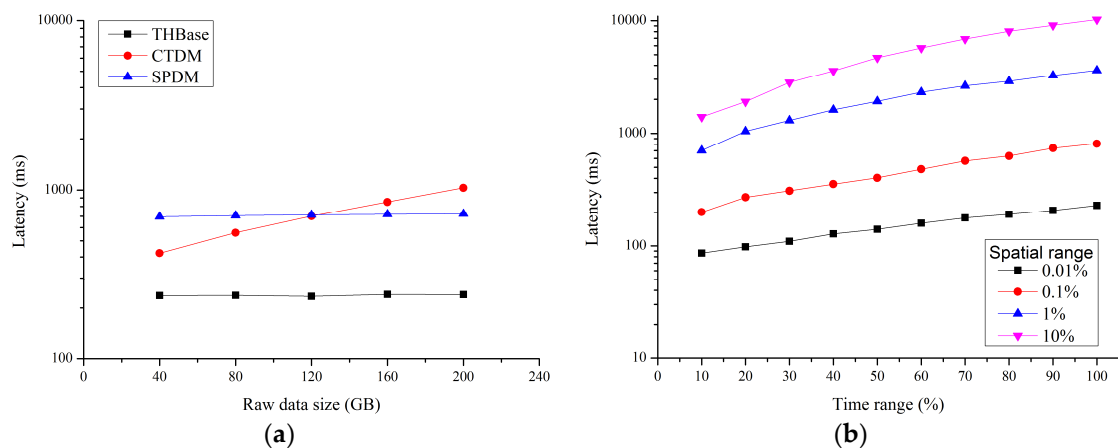 10000
1000
100
Latency (ms)
THBase
CTDM
SPDM
0 40 80 120 160 200 240
Raw data size (GB)
(a)
10000
1000
100
10
Latency (ms)
Spatial range
0.01%
0.1%
1%
10%
0 10 20 30 40 50 60 70 80 90 100
Time range (%)
(b)